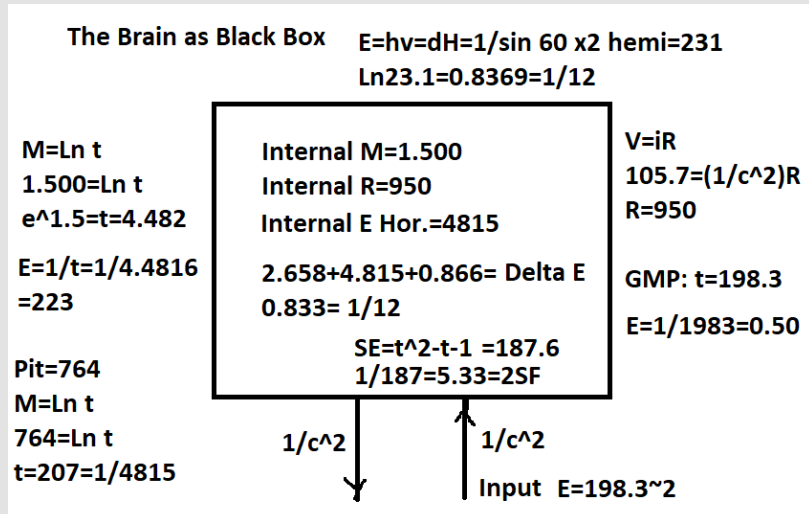 The Brain as Black Box
E=hv=dH=1/sin 60 x2 hemi=231
Ln23.1=0.8369=1/12
M=Ln t
1.500=Ln t
e^1.5=t=4.482
E=1/t=1/4.4816
=223
Pit=764
M=Ln t
764=Ln t
t=207=1/4815
Internal M=1.500
Internal R=950
Internal E Hor.=4815
2.658+4.815+0.866= Delta E
0.833= 1/12
SE=t^2-t-1 =187.6
1/187=5.33=2SF
V=iR
105.7=(1/c^2)R
R=950
GMP: t=198.3
E=1/1983=0.50
1/c^2
1/c^2
Input E=198.3~2